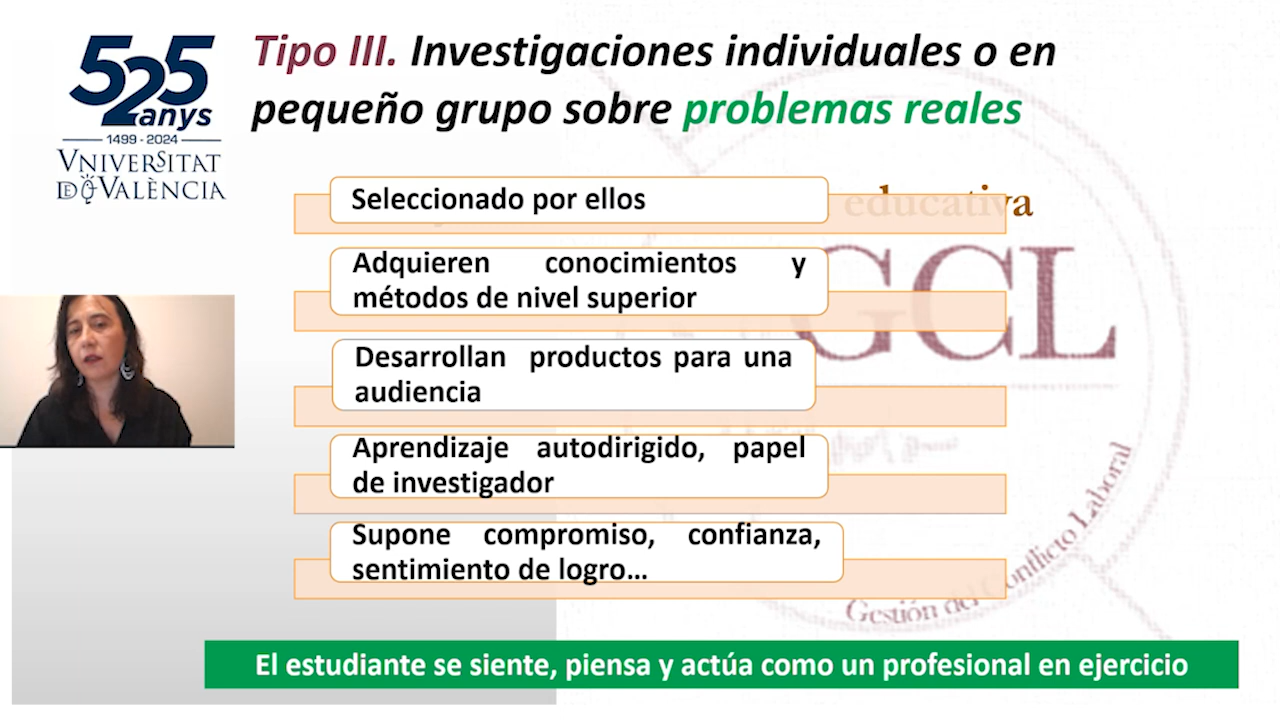 525
anys
1499 - 2024
VNIVERSITAT
DE VALÈNCIA
Tipo III. Investigaciones individuales o en
pequeño grupo sobre problemas reales
educativa
Seleccionado por ellos
Adquieren conocimientos y
métodos de nivel superior
GCL
Desarrollan productos para una
audiencia
Aprendizaje autodirigido, papel
de investigador
Supone compromiso, confianza,
sentimiento de logro...
Gestión del Conflicto Laboral
El estudiante se siente, piensa y actúa como un profesional en ejercicio